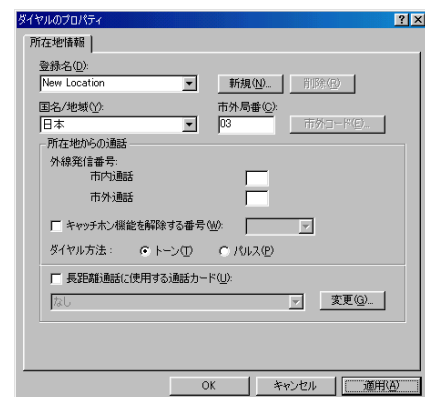 ダイヤルのプロパティ
所在地情報
登録名(D):
New Location
新規(N)...
削除(R)
国名/地域(Y):
市外局番(C):
日本
03
市外コード(E)...
所在地からの通話
外線発信番号:
市内通話
市外通話
キャッチホン機能を解除する番号(W):
ダイヤル方法: トーン(T) パルス(P)
長距離通話に使用する通話カード(U):
なし
変更(G)...
OK キャンセル 適用(A)